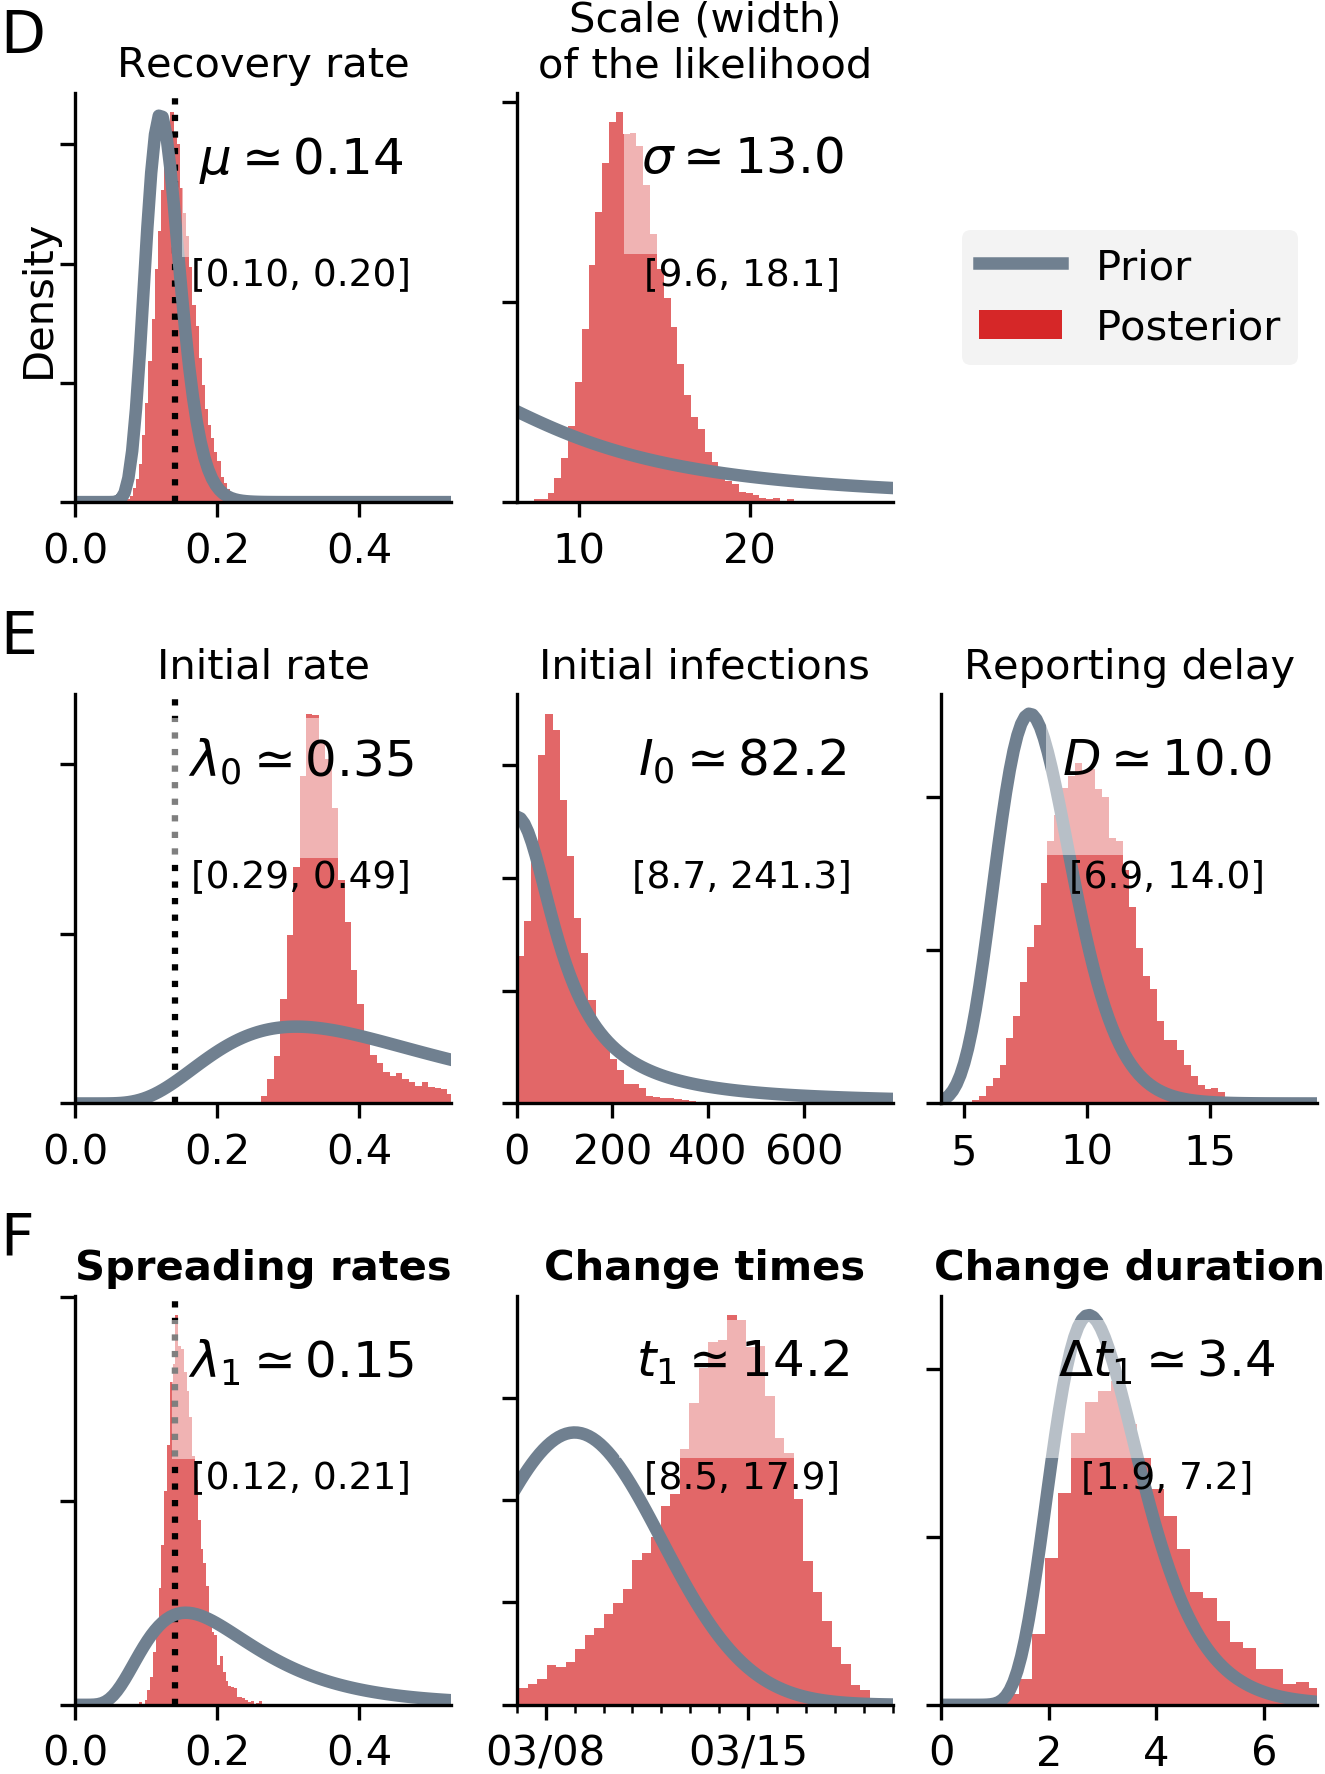 D
Recovery rate
Scale (width)
of the likelihood
Density
μ ≃ 0.14
[0.10, 0.20]
σ ≃ 13.0
[9.6, 18.1]
Prior
Posterior
0.0 0.2 0.4
10 20
E
Initial rate
Initial infections
Reporting delay
λ₀ ≃ 0.35
[0.29, 0.49]
I₀ ≃ 82.2
[8.7, 241.3]
D ≃ 10.0
[6.9, 14.0]
0.0 0.2 0.4
0 200 400 600
5 10 15
F
Spreading rates
Change times
Change duration
λ₁ ≃ 0.15
[0.12, 0.21]
t₁ ≃ 14.2
[8.5, 17.9]
Δt₁ ≃ 3.4
[1.9, 7.2]
0.0 0.2 0.4
03/08 03/15
0 2 4 6